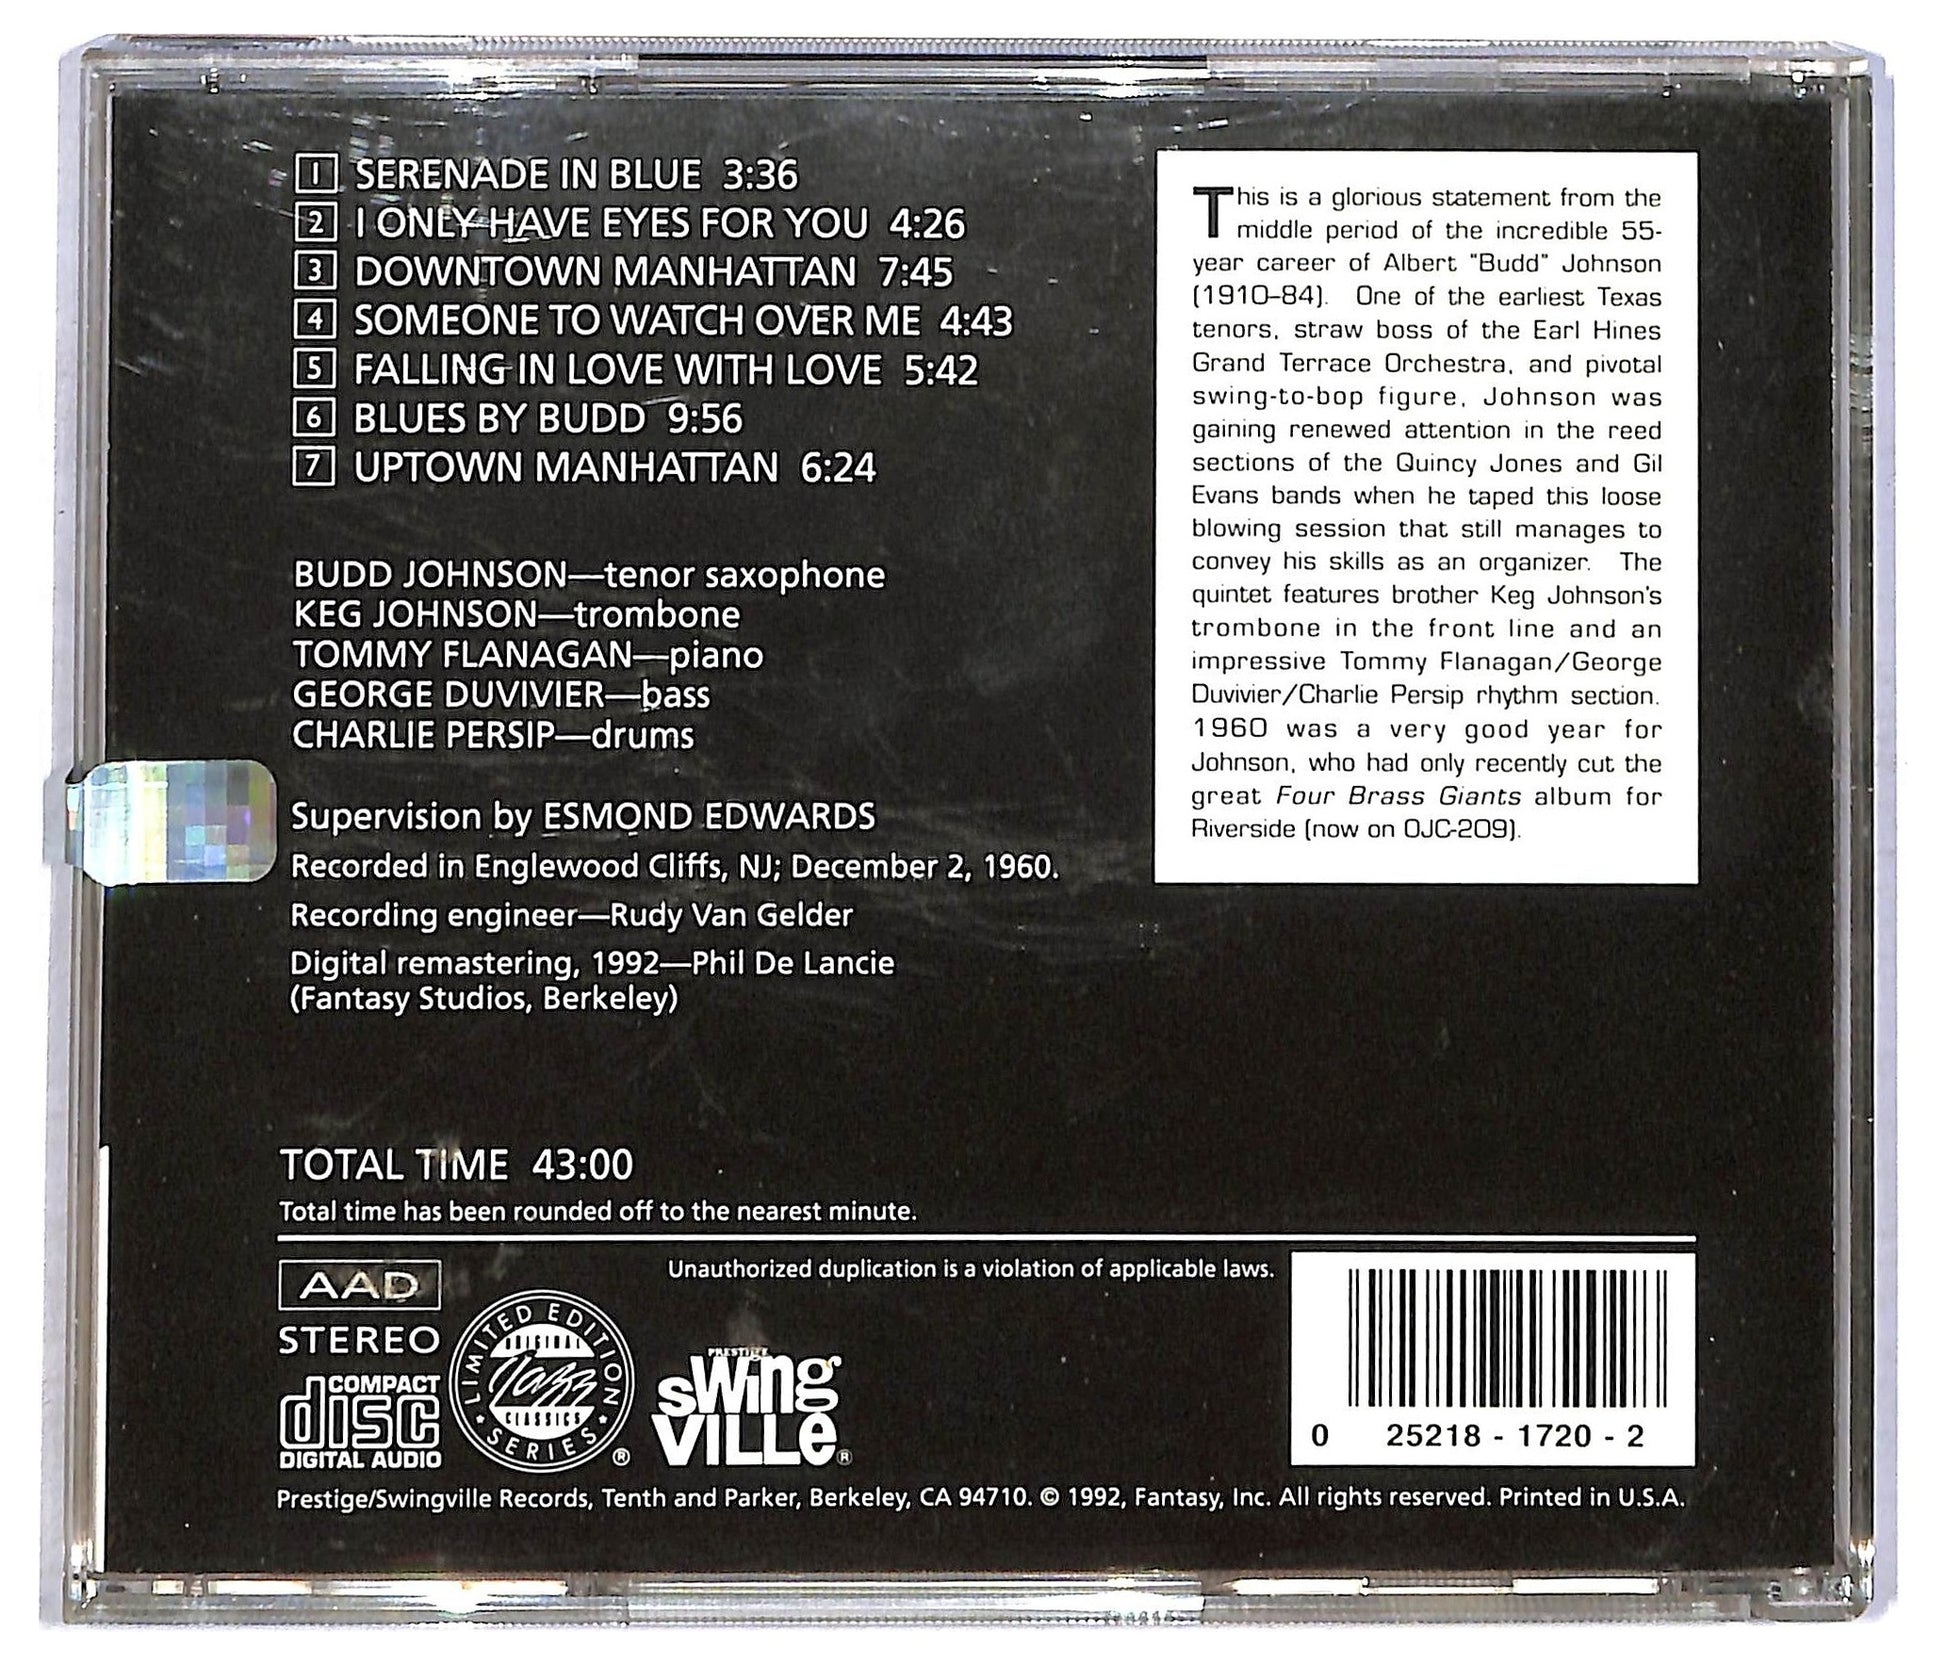 1 SERENADE IN BLUE 3:36
2 I ONLY HAVE EYES FOR YOU 4:26
3 DOWNTOWN MANHATTAN 7:45
4 SOMEONE TO WATCH OVER ME 4:43
5 FALLING IN LOVE WITH LOVE 5:42
6 BLUES BY BUDD 9:56
7 UPTOWN MANHATTAN 6:24
BUDD JOHNSON—tenor saxophone
KEG JOHNSON—trombone
TOMMY FLANAGAN—piano
GEORGE DUVIVIER—bass
CHARLIE PERSIP—drums
Supervision by ESMOND EDWARDS
Recorded in Englewood Cliffs, NJ; December 2, 1960.
Recording engineer—Rudy Van Gelder
Digital remastering, 1992—Phil De Lancie
(Fantasy Studios, Berkeley)
This is a glorious statement from the
middle period of the incredible 55-
year career of Albert "Budd" Johnson
(1910–84). One of the earliest Texas
tenors, straw boss of the Earl Hines
Grand Terrace Orchestra, and pivotal
swing-to-bop figure, Johnson was
gaining renewed attention in the reed
sections of the Quincy Jones and Gil
Evans bands when he taped this loose
blowing session that still manages to
convey his skills as an organizer. The
quintet features brother Keg Johnson's
trombone in the front line and an
impressive Tommy Flanagan/George
Duvivier/Charlie Persip rhythm section.
1960 was a very good year for
Johnson, who had only recently cut the
great Four Brass Giants album for
Riverside (now on OJC-209).
TOTAL TIME 43:00
Total time has been rounded off to the nearest minute.
AAD
STEREO
COMPACT
disc
DIGITAL AUDIO
LIMITED EDITION
ORIGINAL
Jazz
CLASSICS
SERIES ®
PRESTIGE
swing
VILLe ®
Unauthorized duplication is a violation of applicable laws.
0 25218 - 1720 - 2
Prestige/Swingville Records, Tenth and Parker, Berkeley, CA 94710. © 1992, Fantasy, Inc. All rights reserved. Printed in U.S.A.